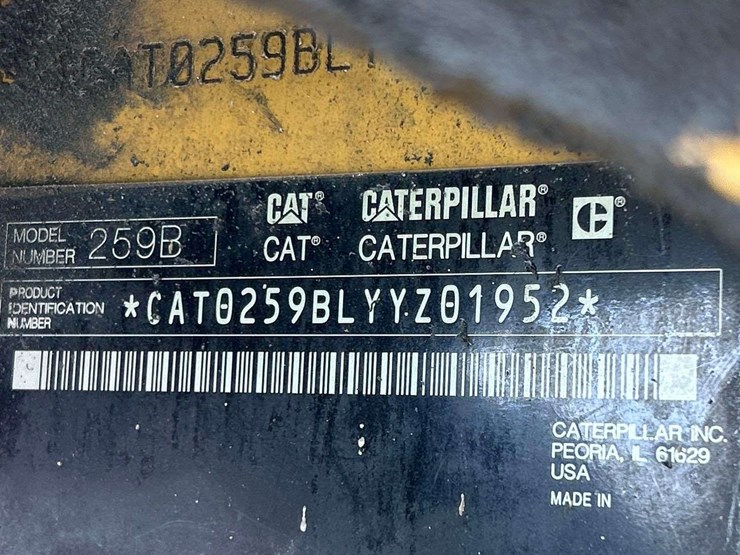 CAT0259BL
CAT® CATERPILLAR® C®
MODEL NUMBER 259B CAT® CATERPILLAR®
PRODUCT
IDENTIFICATION
NUMBER
*CAT0259BLYYZ01952*
CATERPILLAR INC.
PEORIA, IL 61629
USA
MADE IN